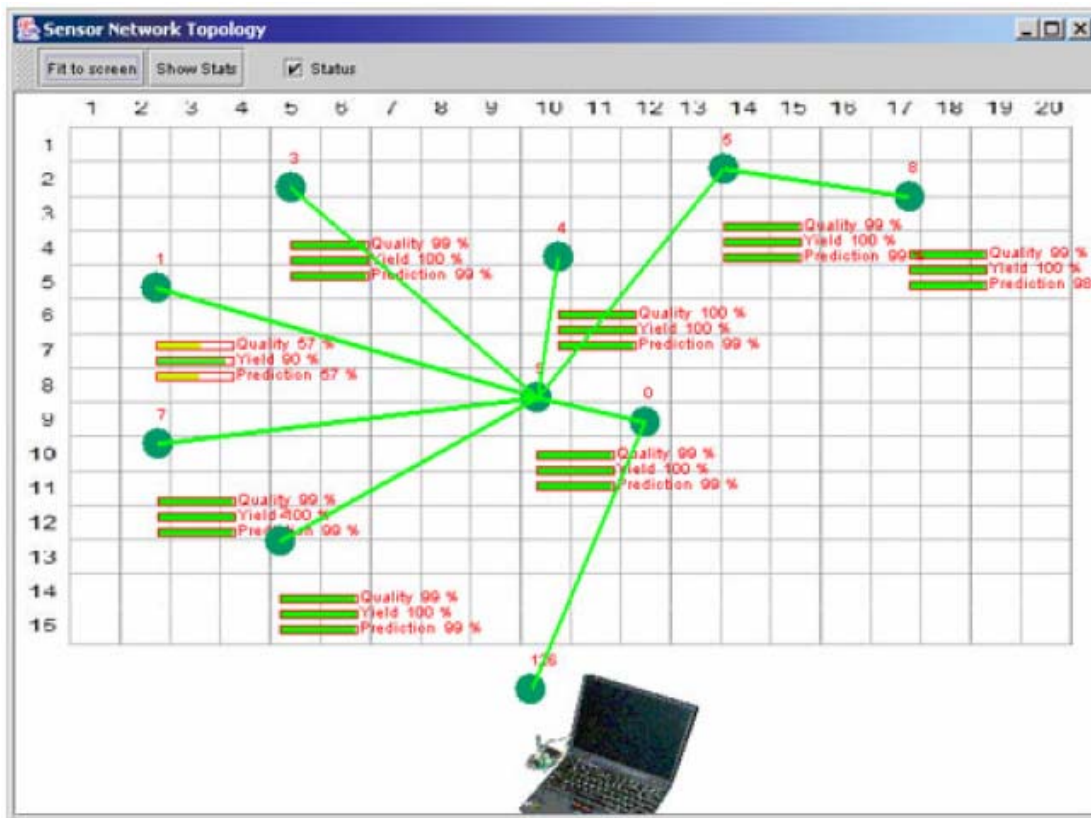 Sensor Network Topology
Fit to screen Show Stats Status
1 2 3 4 5 6 7 8 9 10 11 12 13 14 15 16 17 18 19 20
1
2
3
4
5
6
7
8
9
10
11
12
13
14
15
3
5
8
4
1
Quality 99 %
Yield 100 %
Prediction 99 %
Quality 99 %
Yield 100 %
Prediction 99 %
Quality 99 %
Yield 100 %
Prediction 98
Quality 100 %
Yield 100 %
Prediction 99 %
Quality 57 %
Yield 90 %
Prediction 57 %
0
7
Quality 99 %
Yield 100 %
Prediction 99 %
Quality 99 %
Yield 100 %
Prediction 99 %
Quality 99 %
Yield 100 %
Prediction 99 %
126